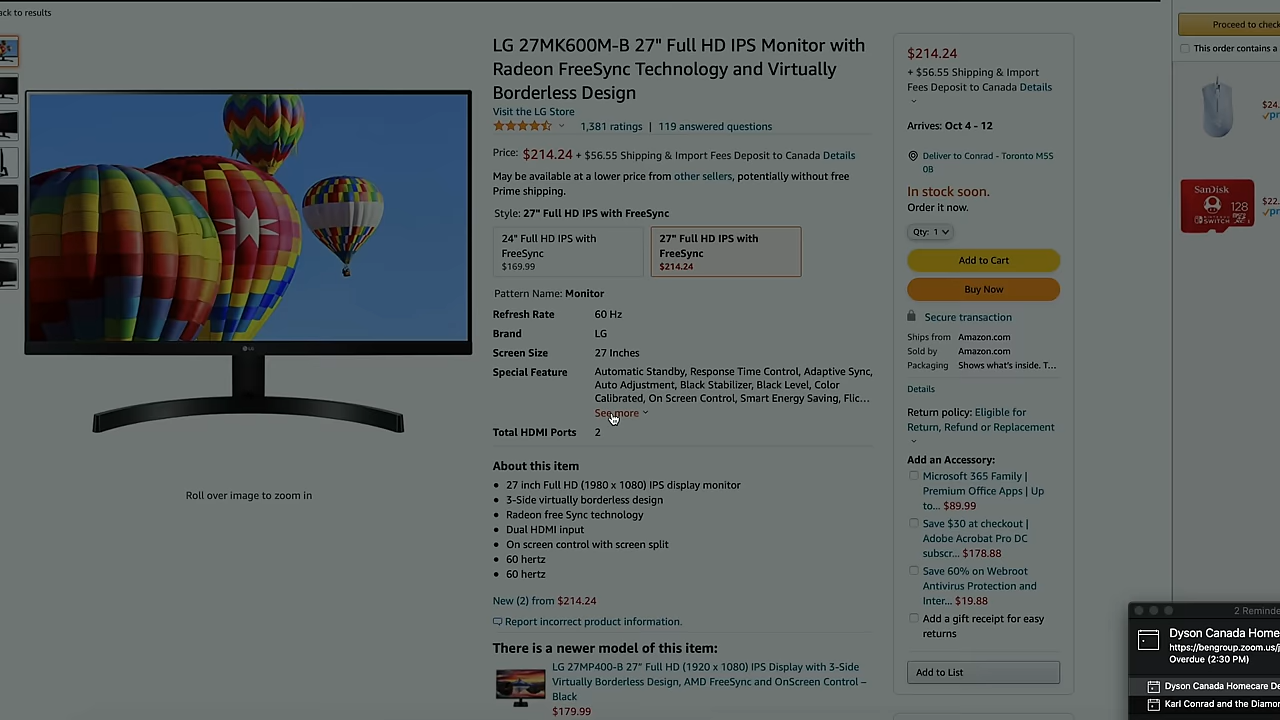 ack to results
LG 27MK600M-B 27" Full HD IPS Monitor with
Radeon FreeSync Technology and Virtually
Borderless Design
Visit the LG Store
1,381 ratings | 119 answered questions
Price: $214.24 + $56.55 Shipping & Import Fees Deposit to Canada Details
May be available at a lower price from other sellers, potentially without free
Prime shipping.
Style: 27" Full HD IPS with FreeSync
24" Full HD IPS with
FreeSync
$169.99
27" Full HD IPS with
FreeSync
$214.24
Pattern Name: Monitor
Refresh Rate 60 Hz
Brand LG
Screen Size 27 Inches
Special Feature Automatic Standby, Response Time Control, Adaptive Sync,
Auto Adjustment, Black Stabilizer, Black Level, Color
Calibrated, On Screen Control, Smart Energy Saving, Flic...
See more
Total HDMI Ports 2
About this item
• 27 inch Full HD (1980 x 1080) IPS display monitor
• 3-Side virtually borderless design
• Radeon free Sync technology
• Dual HDMI input
• On screen control with screen split
• 60 hertz
• 60 hertz
New (2) from $214.24
Report incorrect product information.
There is a newer model of this item:
LG 27MP400-B 27" Full HD (1920 x 1080) IPS Display with 3-Side
Virtually Borderless Design, AMD FreeSync and OnScreen Control –
Black
$179.99
LG
Roll over image to zoom in
$214.24
+ $56.55 Shipping & Import
Fees Deposit to Canada Details
Arrives: Oct 4 - 12
Deliver to Conrad - Toronto M5S
0B
In stock soon.
Order it now.
Qty: 1
Add to Cart
Buy Now
Secure transaction
Ships from Amazon.com
Sold by Amazon.com
Packaging Shows what's inside. T...
Details
Return policy: Eligible for
Return, Refund or Replacement
Add an Accessory:
Microsoft 365 Family |
Premium Office Apps | Up
to... $89.99
Save $30 at checkout |
Adobe Acrobat Pro DC
subscr... $178.88
Save 60% on Webroot
Antivirus Protection and
Inter... $19.88
Add a gift receipt for easy
returns
Add to List
Proceed to check
This order contains a
$24.
SanDisk
128
NINTENDO
SWITCH
$22.
2 Reminde
Dyson Canada Home
https://bengroup.zoom.us/j
Overdue (2:30 PM)
Dyson Canada Homecare De
Karl Conrad and the Diamo